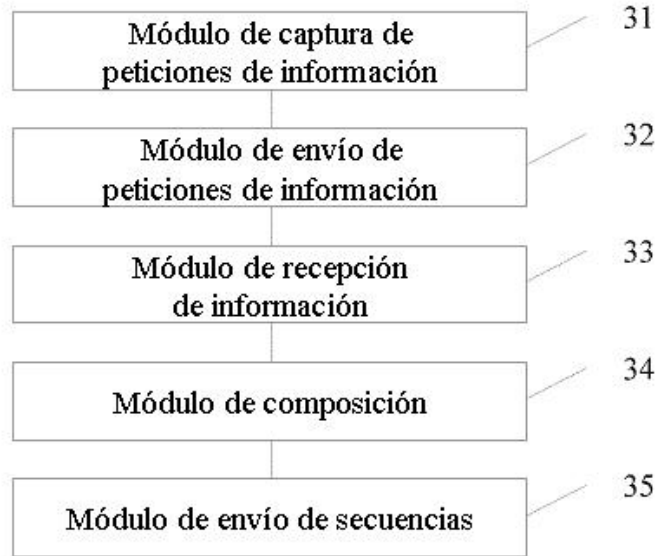 31
Módulo de captura de
peticiones de información
32
Módulo de envío de
peticiones de información
33
Módulo de recepción
de información
34
Módulo de composición
35
Módulo de envío de secuencias